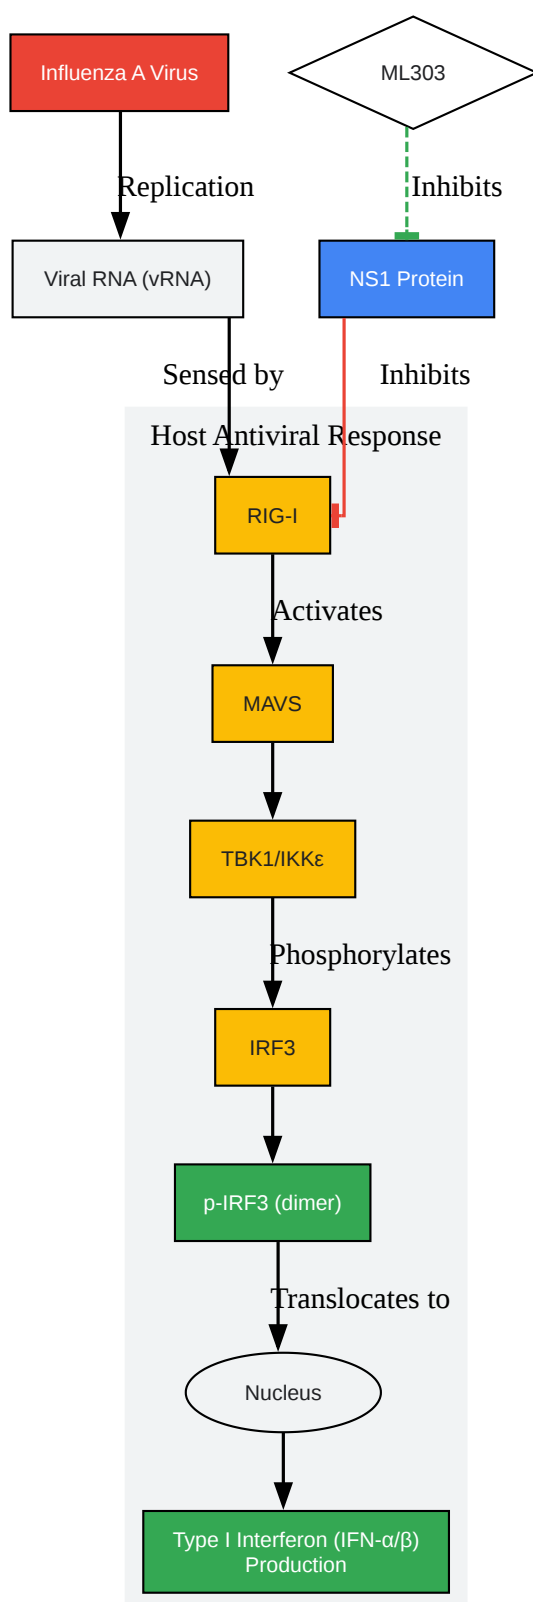 Influenza A Virus
ML303
Replication
Inhibits
Viral RNA (vRNA)
NS1 Protein
Sensed by
Inhibits
Host Antiviral Response
RIG-I
Activates
MAVS
TBK1/IKKε
Phosphorylates
IRF3
p-IRF3 (dimer)
Translocates to
Nucleus
Type I Interferon (IFN-α/β)
Production